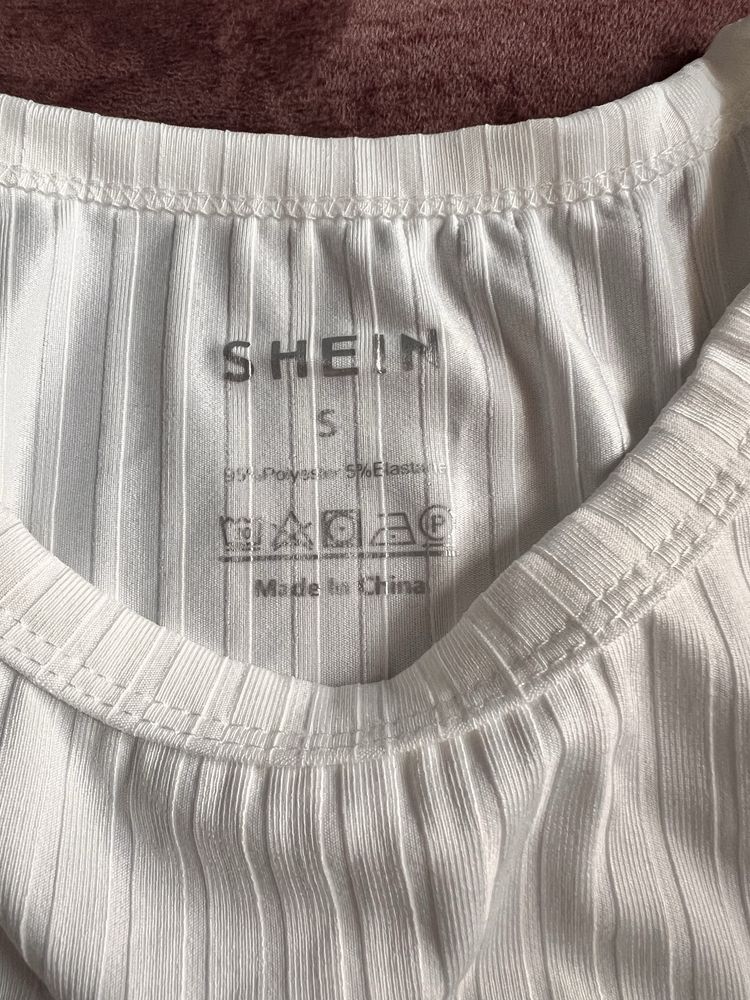 SHEIN
S
95%Polyester 5%Elastane
P
Made In China